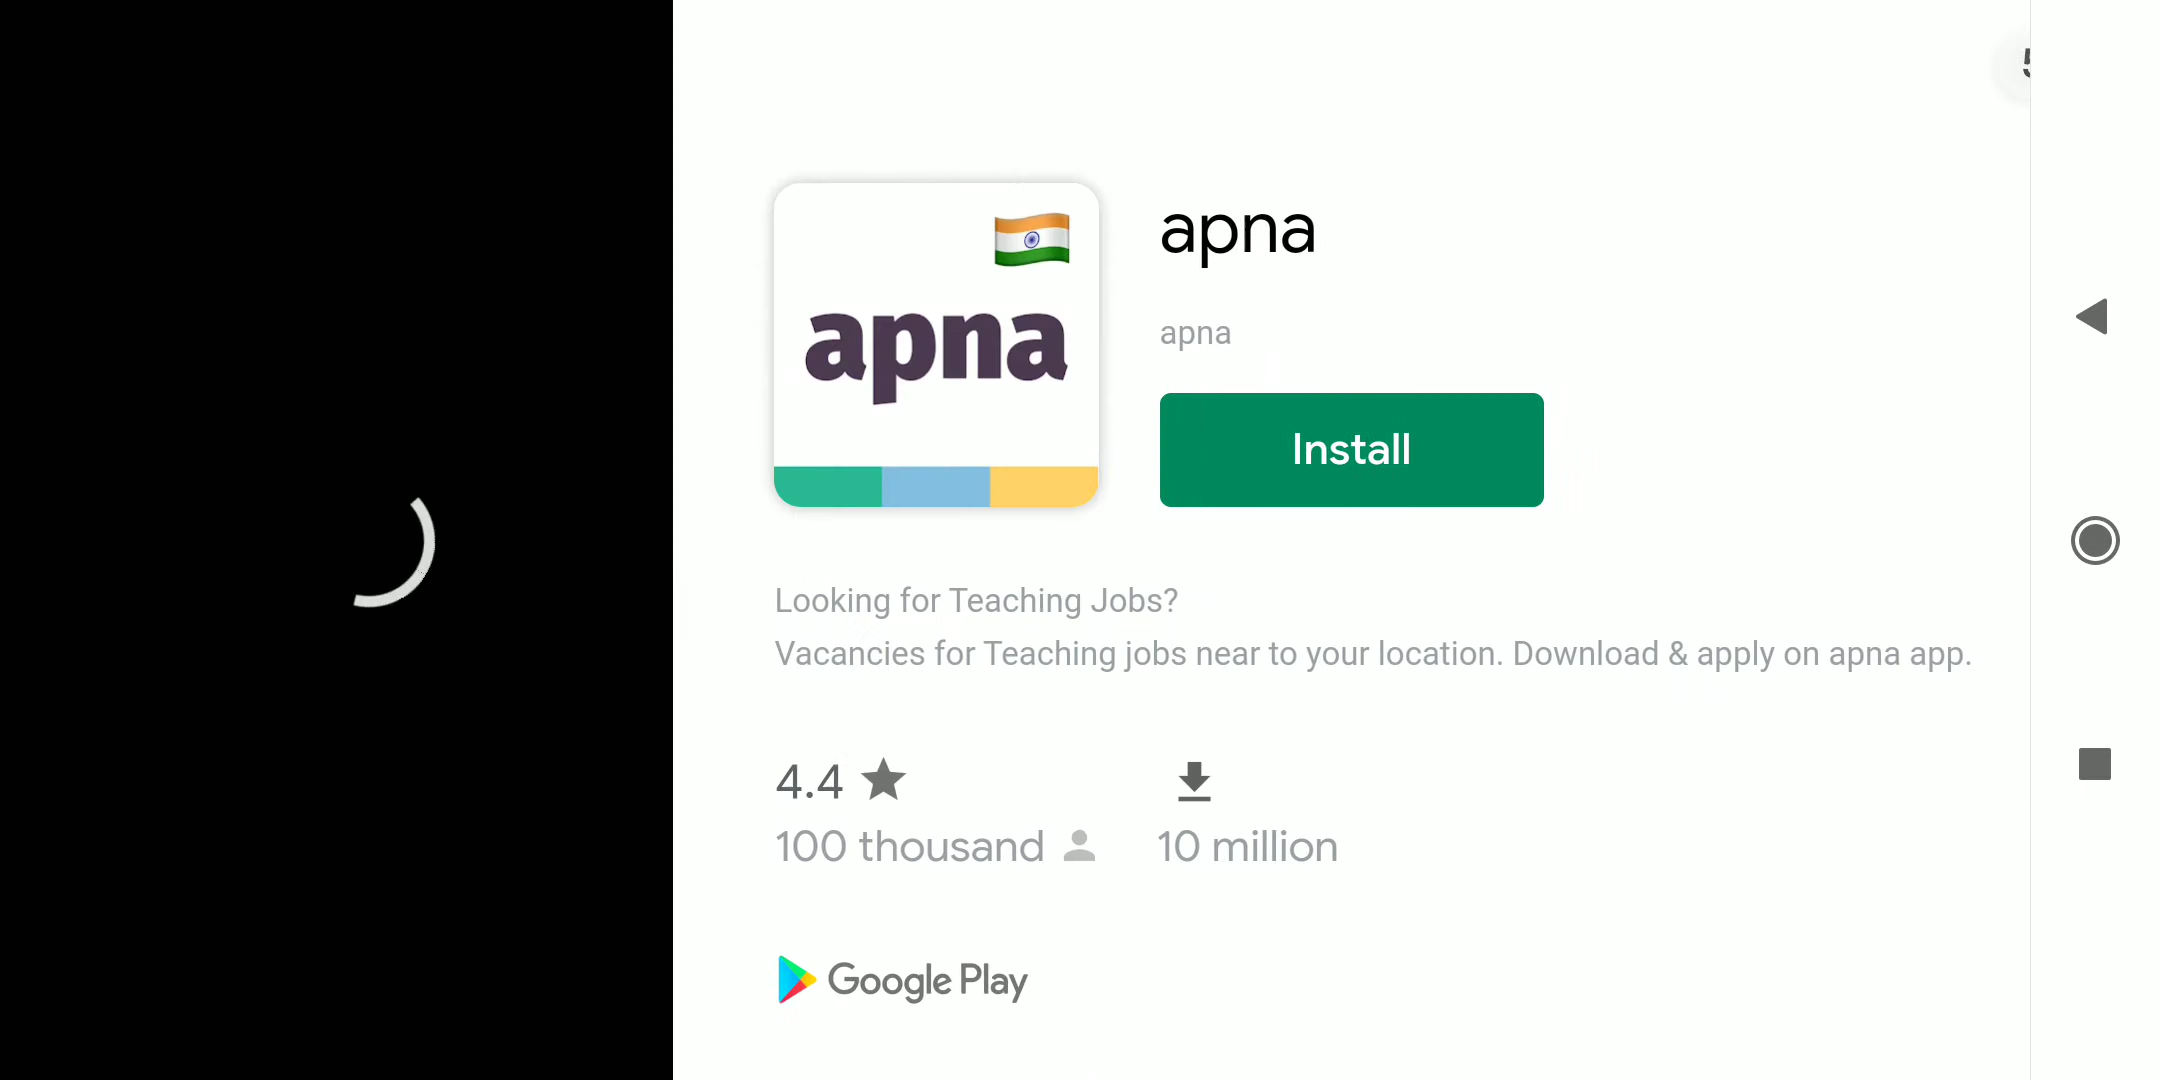 5
apna
apna
apna
Install
Looking for Teaching Jobs?
Vacancies for Teaching jobs near to your location. Download & apply on apna app.
4.4
100 thousand
10 million
Google Play